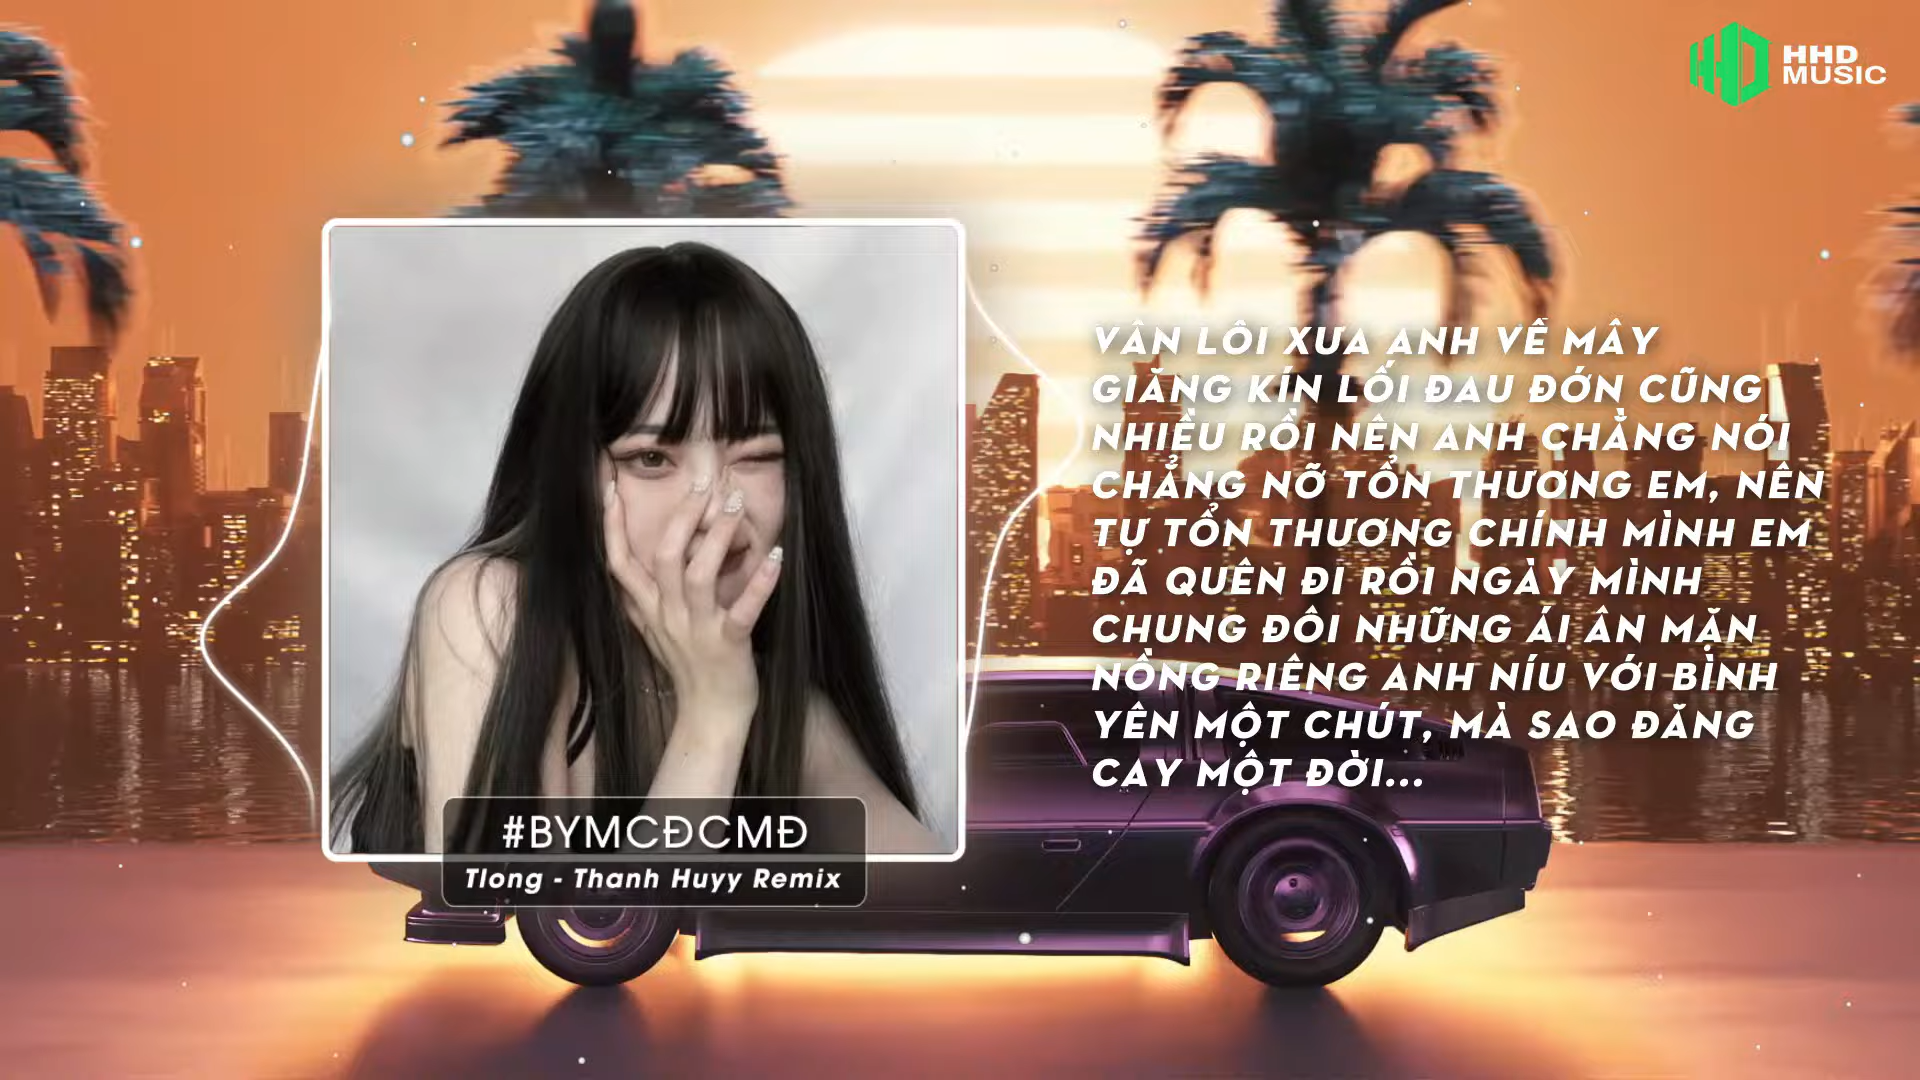 HHD
MUSIC
VẪN LỐI XƯA ANH VỀ MÂY
GIĂNG KÍN LỐI ĐAU ĐỚN CŨNG
NHIỀU RỒI NÊN ANH CHẲNG NÓI
CHẲNG NỠ TỔN THƯƠNG EM, NÊN
TỰ TỔN THƯƠNG CHÍNH MÌNH EM
ĐÃ QUÊN ĐI RỒI NGÀY MÌNH
CHUNG ĐÔI NHỮNG ÁI ÂN MẶN
NỒNG RIÊNG ANH NÍU VỚI BÌNH
YÊN MỘT CHÚT, MÀ SAO ĐẮNG
CAY MỘT ĐỜI...
#BYMCĐCMĐ
Tlong - Thanh Huyy Remix